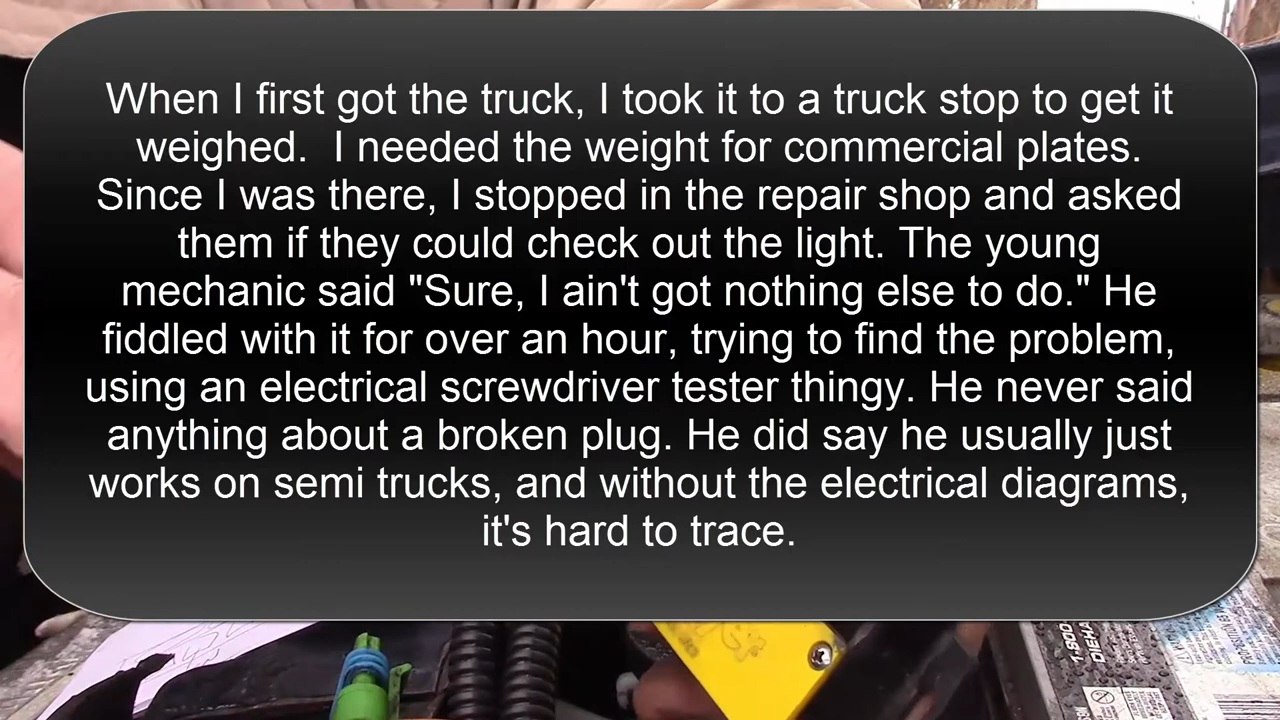 When I first got the truck, I took it to a truck stop to get it
weighed.  I needed the weight for commercial plates.
Since I was there, I stopped in the repair shop and asked
them if they could check out the light. The young
mechanic said "Sure, I ain't got nothing else to do." He
fiddled with it for over an hour, trying to find the problem,
using an electrical screwdriver tester thingy. He never said
anything about a broken plug. He did say he usually just
works on semi trucks, and without the electrical diagrams,
it's hard to trace.